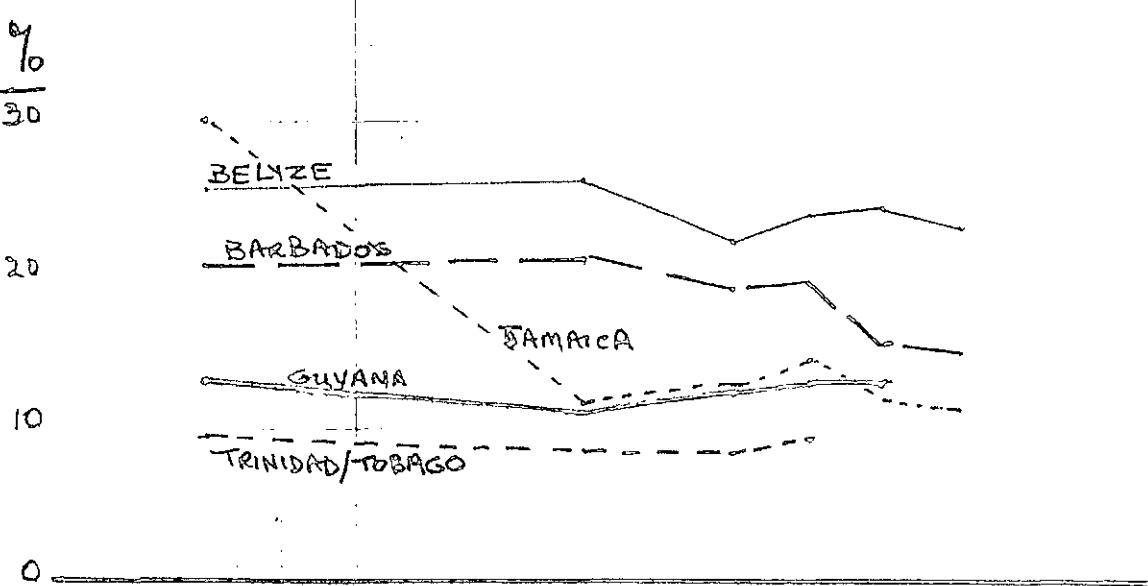 %
30
BELYZE
BARBADOS
20
JAMAICA
GUYANA
10
TRINIDAD/TOBAGO
0